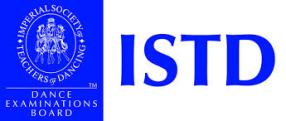 IMPERIAL SOCIETY OF
TEACHERS OF DANCING
TM
DANCE
EXAMINATIONS
BOARD
ISTD